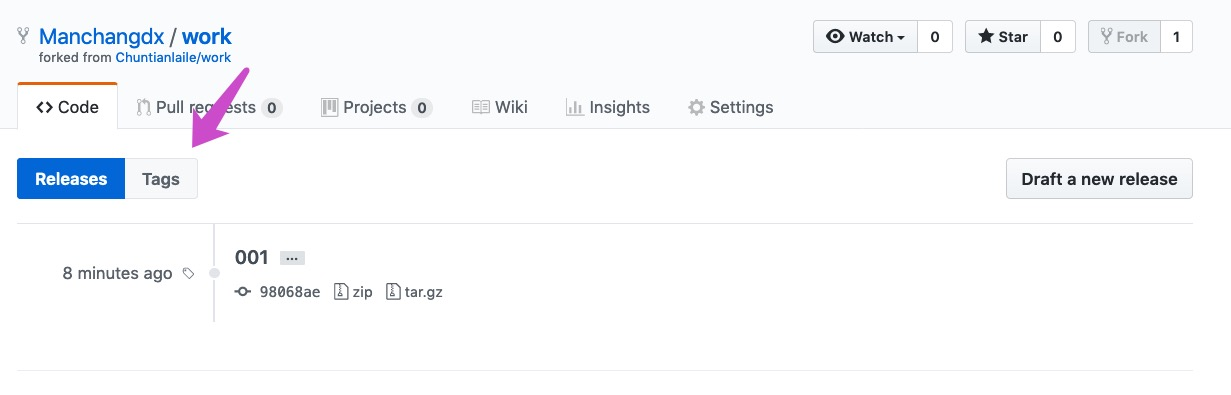 Manchangdx / work
forked from Chuntianlaile/work
Watch 0 Star 0 Fork 1
Code Pull requests 0 Projects 0 Wiki Insights Settings
Releases Tags Draft a new release
001 ...
8 minutes ago
98068ae zip tar.gz